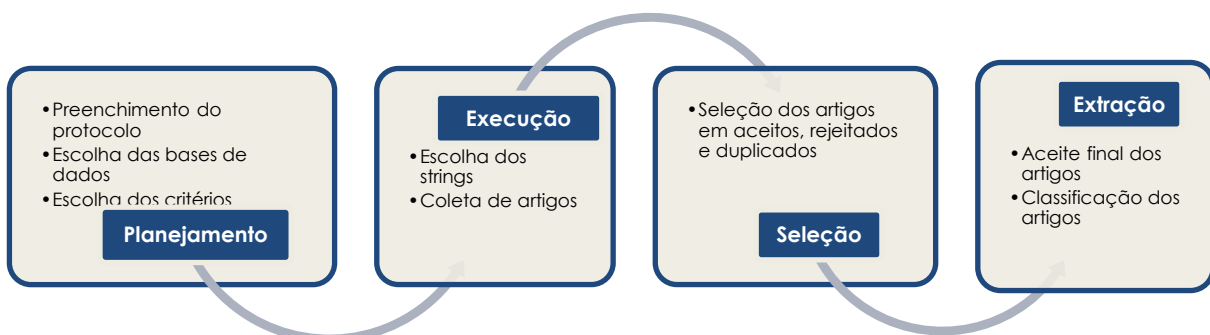 •Preenchimento do
protocolo
•Escolha das bases de
dados
•Escolha dos critérios
Planejamento
Execução
•Escolha dos
strings
•Coleta de artigos
•Seleção dos artigos
em aceitos, rejeitados
e duplicados
Seleção
Extração
•Aceite final dos
artigos
•Classificação dos
artigos